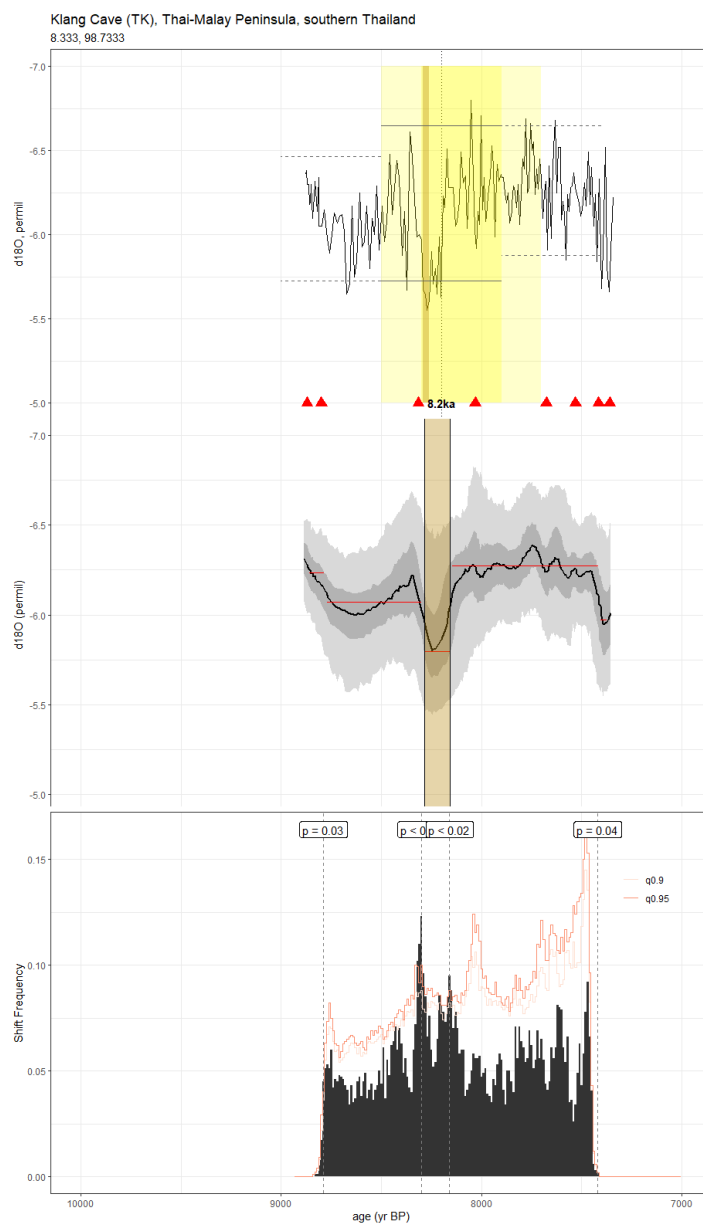 Klang Cave (TK), Thai-Malay Peninsula, southern Thailand
8.333, 98.7333
-7.0
-6.5
-6.0
-5.5
-5.0
d18O, permil
8.2ka
-7.0
-6.5
-6.0
-5.5
-5.0
d18O (permil)
p = 0.03
p < 0
p < 0.02
p = 0.04
0.15
0.10
0.05
0.00
Shift Frequency
q0.9
q0.95
10000
9000
8000
7000
age (yr BP)